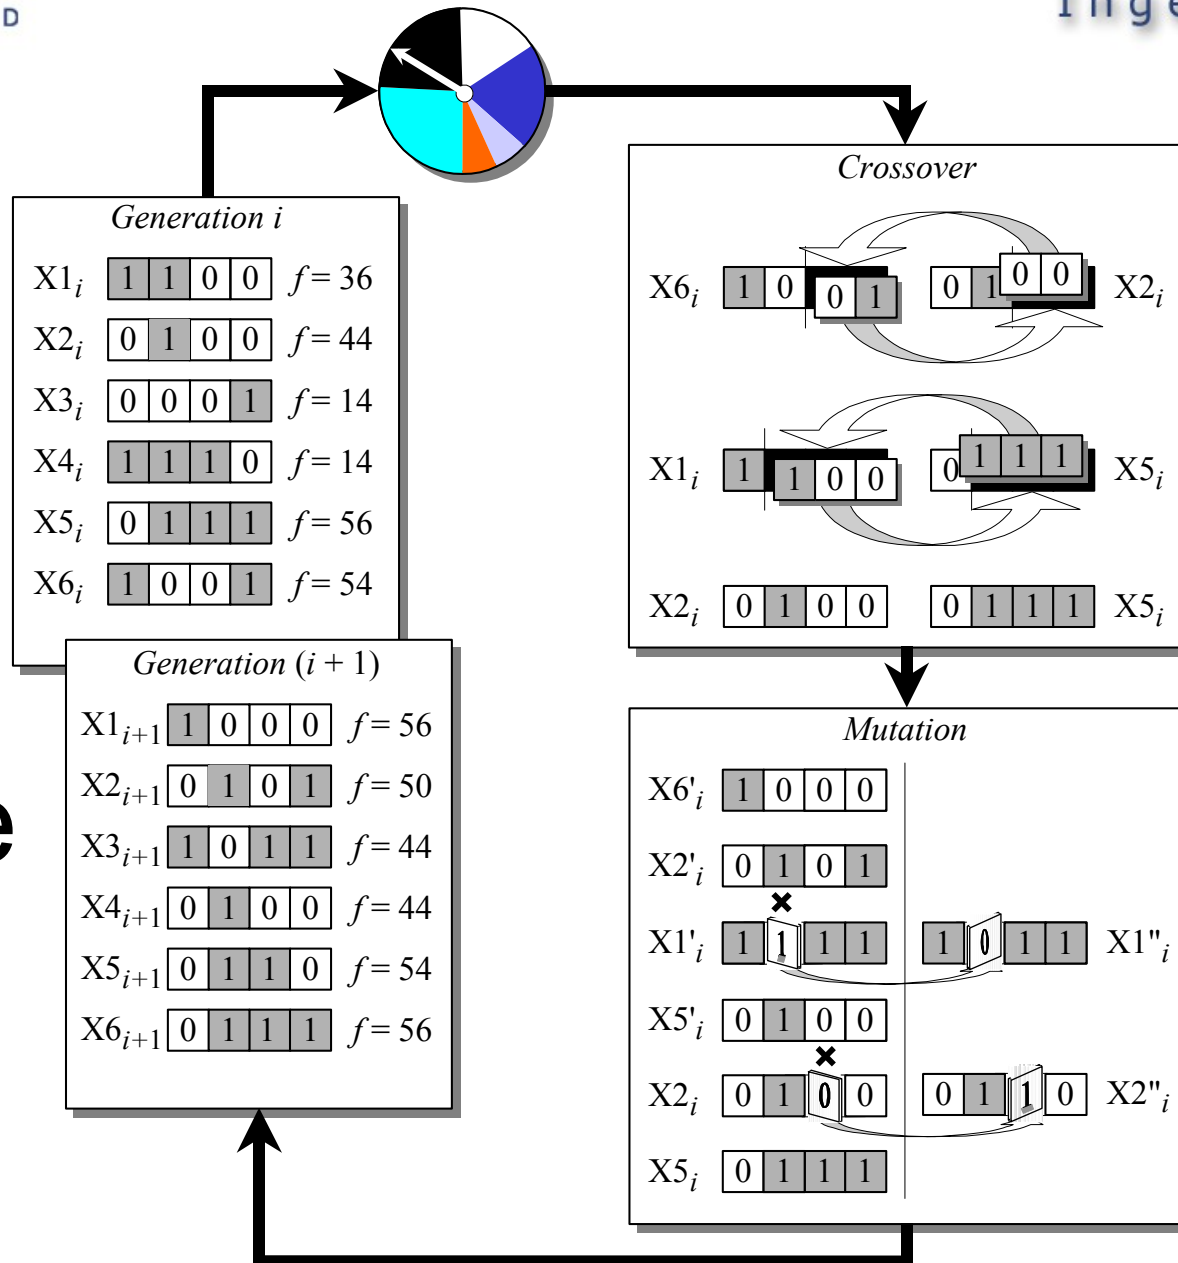 D
Inge
Generation i
X1i 1 1 0 0 f = 36
X2i 0 1 0 0 f = 44
X3i 0 0 0 1 f = 14
X4i 1 1 1 0 f = 14
X5i 0 1 1 1 f = 56
X6i 1 0 0 1 f = 54
Crossover
X6i 1 0 0 1 0 1 0 0 X2i
X1i 1 1 0 0 0 1 1 1 X5i
X2i 0 1 0 0 0 1 1 1 X5i
Generation (i + 1)
X1i+1 1 0 0 0 f = 56
X2i+1 0 1 0 1 f = 50
X3i+1 1 0 1 1 f = 44
X4i+1 0 1 0 0 f = 44
X5i+1 0 1 1 0 f = 54
X6i+1 0 1 1 1 f = 56
e
Mutation
X6'i 1 0 0 0
X2'i 0 1 0 1
X1'i 1 1 1 1 1 0 1 1 X1"i
X5'i 0 1 0 0
X2i 0 1 0 0 0 1 1 0 X2"i
X5i 0 1 1 1